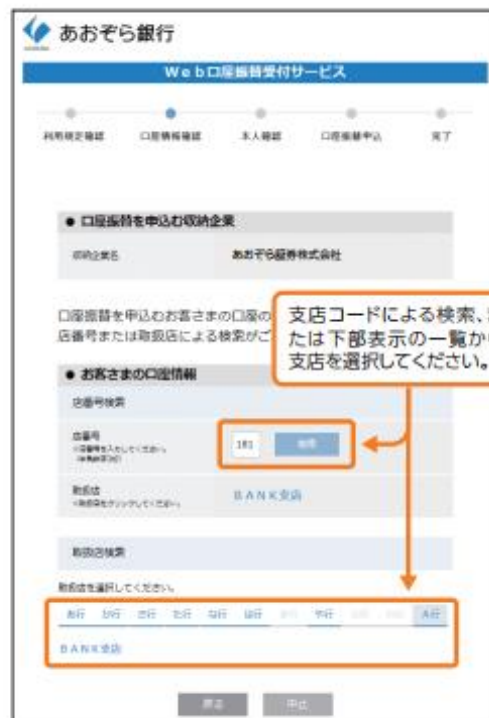 あおぞら銀行
Web口座振替受付サービス
利用規定確認 口座情報確認 本人確認 口座振替申込 完了
● 口座振替を申込む収納企業
収納企業名 あおぞら証券株式会社
口座振替を申込むお客さまの口座の
店番号または取扱店による検索がご
支店コードによる検索、
たは下部表示の一覧か
支店を選択してください。
● お客さまの口座情報
店番号検索
店番号
181 検索
取扱店
BANK支店
取扱店検索
取扱店を選択してください。
あ行 か行 さ行 た行 な行 は行 や行 A行
BANK支店
戻る 中止